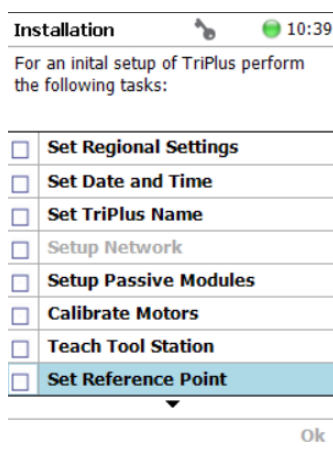 Installation 10:39
For an inital setup of TriPlus perform
the following tasks:
Set Regional Settings
Set Date and Time
Set TriPlus Name
Setup Network
Setup Passive Modules
Calibrate Motors
Teach Tool Station
Set Reference Point
Ok